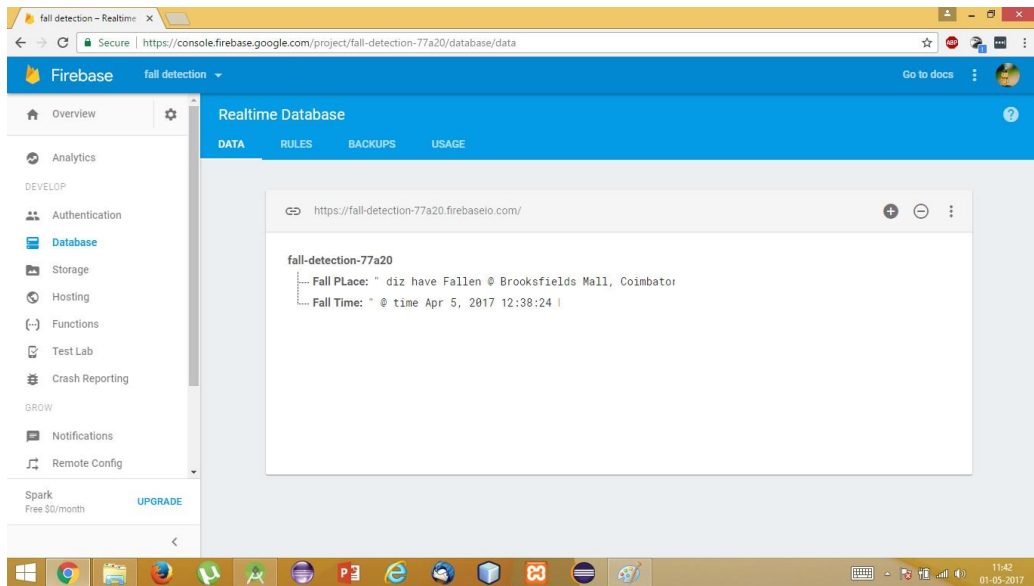 fall detection – Realtime
Secure | https://console.firebase.google.com/project/fall-detection-77a20/database/data
ABP
Firebase
fall detection
Go to docs
Overview
Realtime Database
DATA RULES BACKUPS USAGE
Analytics
DEVELOP
Authentication
Database
Storage
Hosting
Functions
Test Lab
Crash Reporting
GROW
Notifications
Remote Config
Spark
Free $0/month
UPGRADE
https://fall-detection-77a20.firebaseio.com/
fall-detection-77a20
Fall PLace: " diz have Fallen @ Brooksfields Mall, Coimbator
Fall Time: " @ time Apr 5, 2017 12:38:24
11:42
01-05-2017